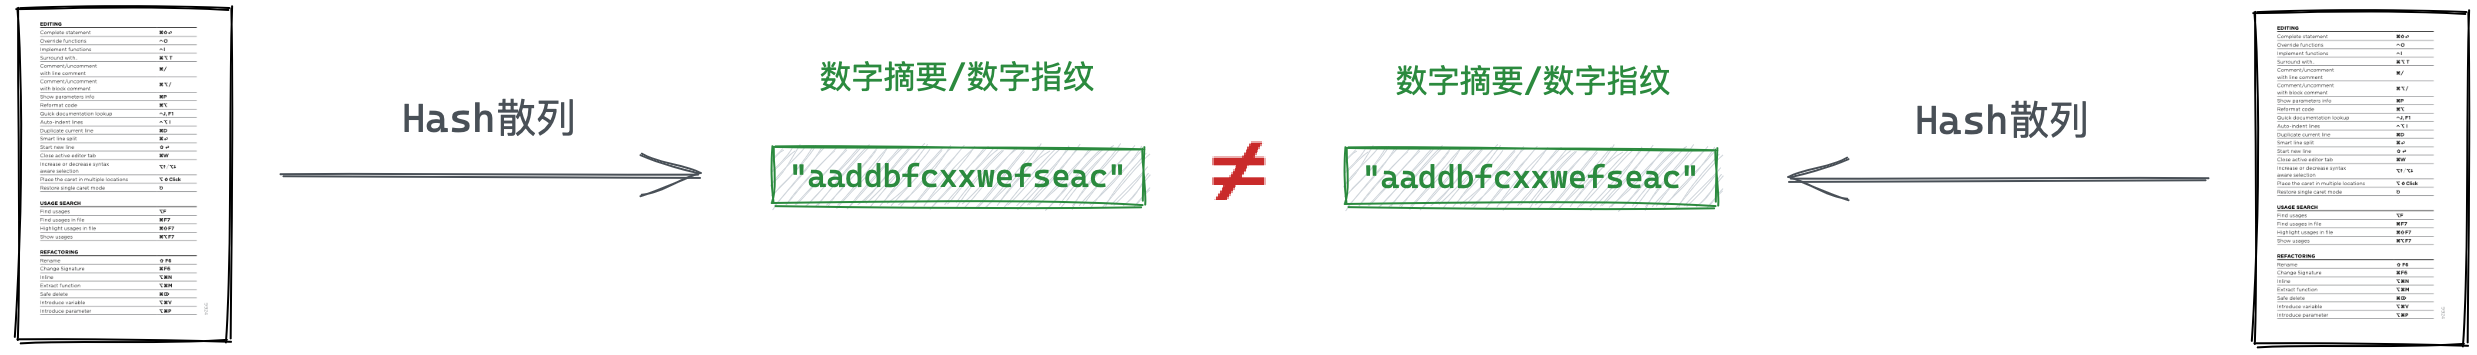 EDITING
Complete statement ⌘⇧⏎
Override functions ⌃O
Implement functions ⌃I
Surround with. ⌘⌥T
Comment/uncomment
with line comment ⌘/
Comment/uncomment
with block comment ⌘⌥/
Show parameters info ⌘P
Reformat code ⌘⌥
Quick documentation lookup ⌃J, F1
Auto-indent lines ⌃⌥I
Duplicate current line ⌘D
Smart line split ⌘⏎
Start new line ⇧⏎
Close active editor tab ⌘W
Increase or decrease syntax
aware selection ⌥↑/⌥↓
Place the caret in multiple locations ⌥⇧Click
Restore single caret mode
USAGE SEARCH
Find usages ⌥F
Find usages in file ⌘F7
Highlight usages in file ⌘⇧F7
Show usages ⌘⌥F7
REFACTORING
Rename ⇧F6
Change Signature ⌘F6
Inline ⌥⌘N
Extract function ⌥⌘M
Safe delete ⌘⌦
Introduce variable ⌥⌘V
Introduce parameter ⌥⌘P
Hash散列
数字摘要/数字指纹
"aaddbfcxxwefseac"
≠
数字摘要/数字指纹
"aaddbfcxxwefseac"
Hash散列
EDITING
Complete statement ⌘⇧⏎
Override functions ⌃O
Implement functions ⌃I
Surround with. ⌘⌥T
Comment/uncomment
with line comment ⌘/
Comment/uncomment
with block comment ⌘⌥/
Show parameters info ⌘P
Reformat code ⌘⌥
Quick documentation lookup ⌃J, F1
Auto-indent lines ⌃⌥I
Duplicate current line ⌘D
Smart line split ⌘⏎
Start new line ⇧⏎
Close active editor tab ⌘W
Increase or decrease syntax
aware selection ⌥↑/⌥↓
Place the caret in multiple locations ⌥⇧Click
Restore single caret mode
USAGE SEARCH
Find usages ⌥F
Find usages in file ⌘F7
Highlight usages in file ⌘⇧F7
Show usages ⌘⌥F7
REFACTORING
Rename ⇧F6
Change Signature ⌘F6
Inline ⌥⌘N
Extract function ⌥⌘M
Safe delete ⌘⌦
Introduce variable ⌥⌘V
Introduce parameter ⌥⌘P